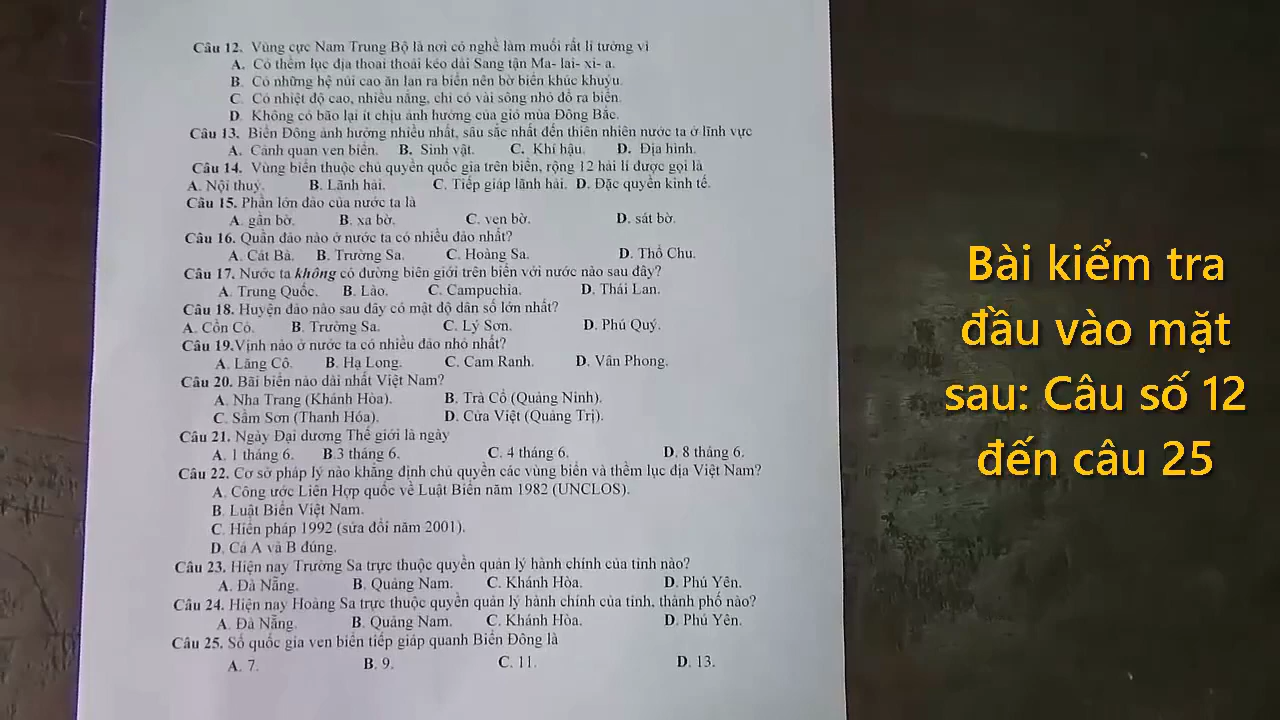 Câu 12. Vùng cực Nam Trung Bộ là nơi có nghề làm muối rất lí tưởng vì
A. Có thềm lục địa thoai thoải kéo dài Sang tận Ma- lai- xi- a.
B. Có những hệ núi cao ăn lan ra biển nên bờ biển khúc khuỷu.
C. Có nhiệt độ cao, nhiều nắng, chỉ có vài sông nhỏ đổ ra biển.
D. Không có bão lại ít chịu ảnh hưởng của gió mùa Đông Bắc.
Câu 13. Biển Đông ảnh hưởng nhiều nhất, sâu sắc nhất đến thiên nhiên nước ta ở lĩnh vực
A. Cảnh quan ven biển. B. Sinh vật. C. Khí hậu. D. Địa hình.
Câu 14. Vùng biển thuộc chủ quyền quốc gia trên biển, rộng 12 hải lí được gọi là
A. Nội thuỷ. B. Lãnh hải. C. Tiếp giáp lãnh hải. D. Đặc quyền kinh tế.
Câu 15. Phần lớn đảo của nước ta là
A. gần bờ. B. xa bờ. C. ven bờ. D. sát bờ.
Câu 16. Quần đảo nào ở nước ta có nhiều đảo nhất?
A. Cát Bà. B. Trường Sa. C. Hoàng Sa. D. Thổ Chu.
Câu 17. Nước ta không có đường biên giới trên biển với nước nào sau đây?
A. Trung Quốc. B. Lào. C. Campuchia. D. Thái Lan.
Câu 18. Huyện đảo nào sau đây có mật độ dân số lớn nhất?
A. Cồn Cỏ. B. Trường Sa. C. Lý Sơn. D. Phú Quý.
Câu 19.Vịnh nào ở nước ta có nhiều đảo nhỏ nhất?
A. Lăng Cô. B. Hạ Long. C. Cam Ranh. D. Vân Phong.
Câu 20. Bãi biển nào dài nhất Việt Nam?
A. Nha Trang (Khánh Hòa). B. Trà Cổ (Quảng Ninh).
C. Sầm Sơn (Thanh Hóa). D. Cửa Việt (Quảng Trị).
Câu 21. Ngày Đại dương Thế giới là ngày
A. 1 tháng 6. B.3 tháng 6. C. 4 tháng 6. D. 8 tháng 6.
Câu 22. Cơ sở pháp lý nào khẳng định chủ quyền các vùng biển và thềm lục địa Việt Nam?
A. Công ước Liên Hợp quốc về Luật Biển năm 1982 (UNCLOS).
B. Luật Biển Việt Nam.
C. Hiến pháp 1992 (sửa đổi năm 2001).
D. Cả A và B đúng.
Câu 23. Hiện nay Trường Sa trực thuộc quyền quản lý hành chính của tỉnh nào?
A. Đà Nẵng. B. Quảng Nam. C. Khánh Hòa. D. Phú Yên.
Câu 24. Hiện nay Hoàng Sa trực thuộc quyền quản lý hành chính của tỉnh, thành phố nào?
A. Đà Nẵng. B. Quảng Nam. C. Khánh Hòa. D. Phú Yên.
Câu 25. Số quốc gia ven biển tiếp giáp quanh Biển Đông là
A. 7. B. 9. C. 11. D. 13.
Bài kiểm tra
đầu vào mặt
sau: Câu số 12
đến câu 25